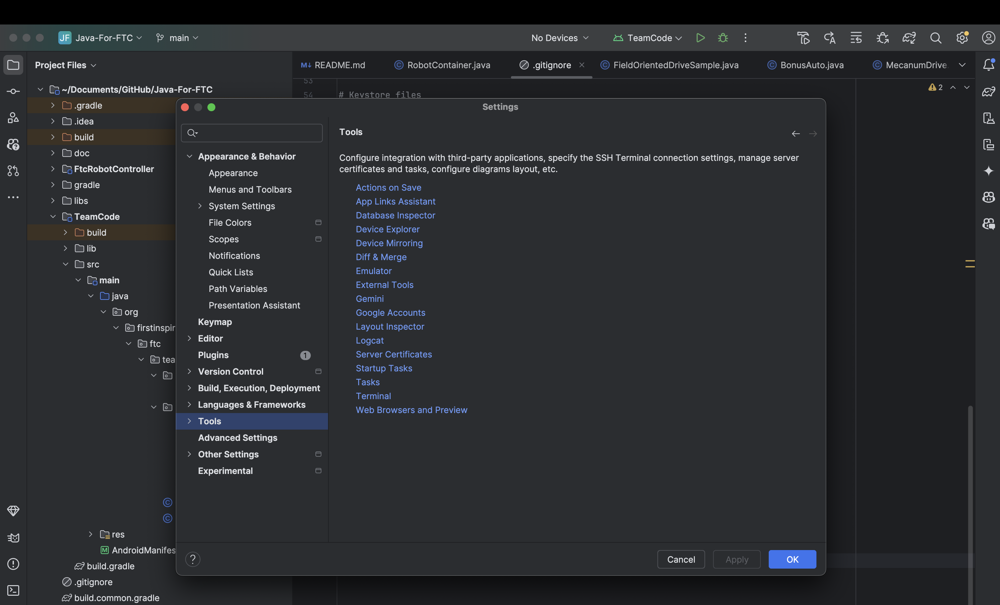 JF Java-For-FTC main No Devices TeamCode
Project Files
README.md RobotContainer.java .gitignore FieldOrientedDriveSample.java BonusAuto.java MecanumDrive
53
54 # Keystore files
2
~/Documents/GitHub/Java-For-FTC
.gradle
.idea
build
doc
FtcRobotController
gradle
libs
TeamCode
build
lib
src
main
java
org
firstinspir
ftc
tea
res
AndroidManifes
build.gradle
.gitignore
build.common.gradle
Settings
Appearance & Behavior
Appearance
Menus and Toolbars
System Settings
File Colors
Scopes
Notifications
Quick Lists
Path Variables
Presentation Assistant
Keymap
Editor
Plugins 1
Version Control
Build, Execution, Deployment
Languages & Frameworks
Tools
Advanced Settings
Other Settings
Experimental
Tools
Configure integration with third-party applications, specify the SSH Terminal connection settings, manage server
certificates and tasks, configure diagrams layout, etc.
Actions on Save
App Links Assistant
Database Inspector
Device Explorer
Device Mirroring
Diff & Merge
Emulator
External Tools
Gemini
Google Accounts
Layout Inspector
Logcat
Server Certificates
Startup Tasks
Tasks
Terminal
Web Browsers and Preview
? Cancel Apply OK